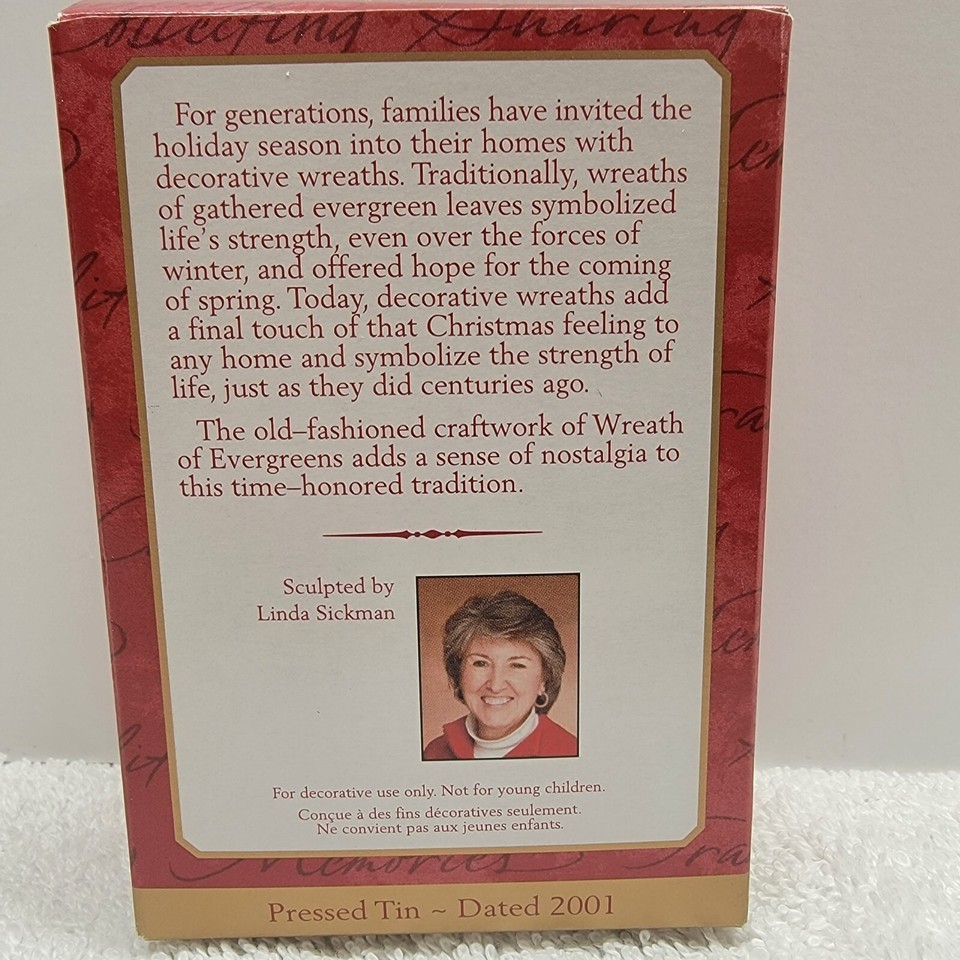 Sharing
For generations, families have invited the
holiday season into their homes with
decorative wreaths. Traditionally, wreaths
of gathered evergreen leaves symbolized
life's strength, even over the forces of
winter, and offered hope for the coming
of spring. Today, decorative wreaths add
a final touch of that Christmas feeling to
any home and symbolize the strength of
life, just as they did centuries ago.
The old–fashioned craftwork of Wreath
of Evergreens adds a sense of nostalgia to
this time–honored tradition.
Sculpted by
Linda Sickman
For decorative use only. Not for young children.
Conçue à des fins décoratives seulement.
Ne convient pas aux jeunes enfants.
Memories
Pressed Tin ~ Dated 2001